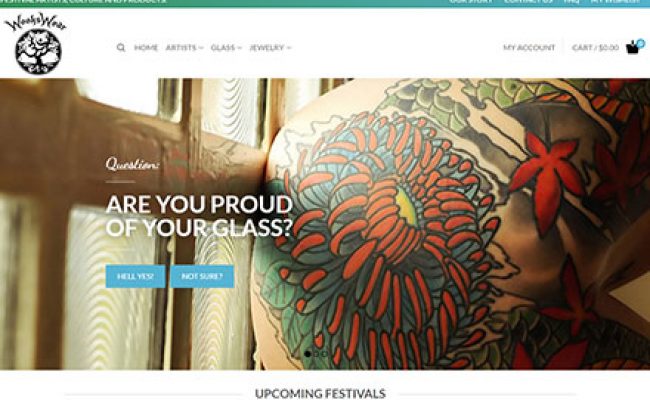 FESTIVAL ARTISTS, CULTURE AND PRODUCTS.
OUR STORY CONTACT US FAQ MY WISHLIST
WooksWear
HOME ARTISTS GLASS JEWELRY MY ACCOUNT CART / $0.00 0
Question:
ARE YOU PROUD
OF YOUR GLASS?
HELL YES! NOT SURE?
UPCOMING FESTIVALS